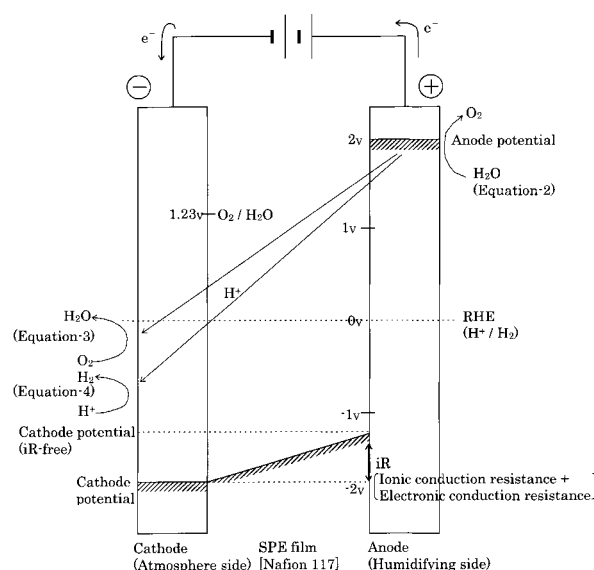 e⁻
e⁻
−
+
O₂
2v
Anode potential
H₂O
(Equation-2)
1.23v
O₂ / H₂O
1v
H⁺
H₂O
0v
RHE
(H⁺ / H₂)
(Equation-3)
O₂
H₂
(Equation-4)
H⁺
-1v
Cathode potential
(iR-free)
iR
Ionic conduction resistance +
Electronic conduction resistance.
Cathode
potential
-2v
Cathode
(Atmosphere side)
SPE film
[Nafion 117]
Anode
(Humidifying side)